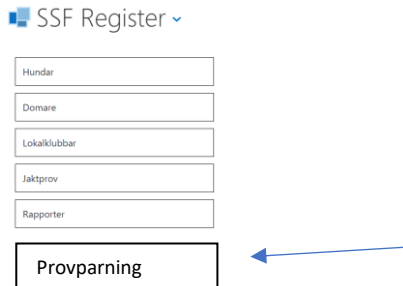 SSF Register
Hundar
Domare
Lokalklubbar
Jaktprov
Rapporter
Provparning